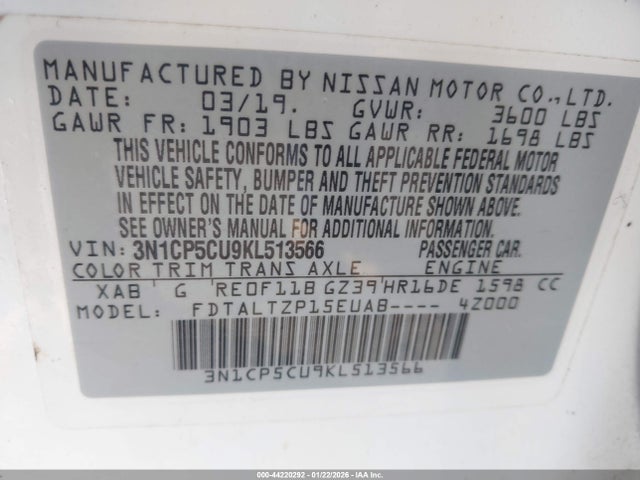 MANUFACTURED BY NISSAN MOTOR CO., LTD.
DATE: 03/19. GVWR: 3600 LBS
GAWR FR: 1903 LBS GAWR RR: 1698 LBS
THIS VEHICLE CONFORMS TO ALL APPLICABLE FEDERAL MOTOR
VEHICLE SAFETY, BUMPER AND THEFT PREVENTION STANDARDS
IN EFFECT ON THE DATE OF MANUFACTURE SHOWN ABOVE.
SEE OWNER'S MANUAL FOR ADDITIONAL INFORMATION.
VIN: 3N1CP5CU9KL513566 PASSENGER CAR.
COLOR TRIM TRANS AXLE ENGINE
XAB G RE0F11B GZ39 HR16DE 1598 CC
MODEL: FDTALTZP15EUAB---- 4Z000
3N1CP5CU9KL513566
000-44220292 - 01/22/2026 - IAA Corp.